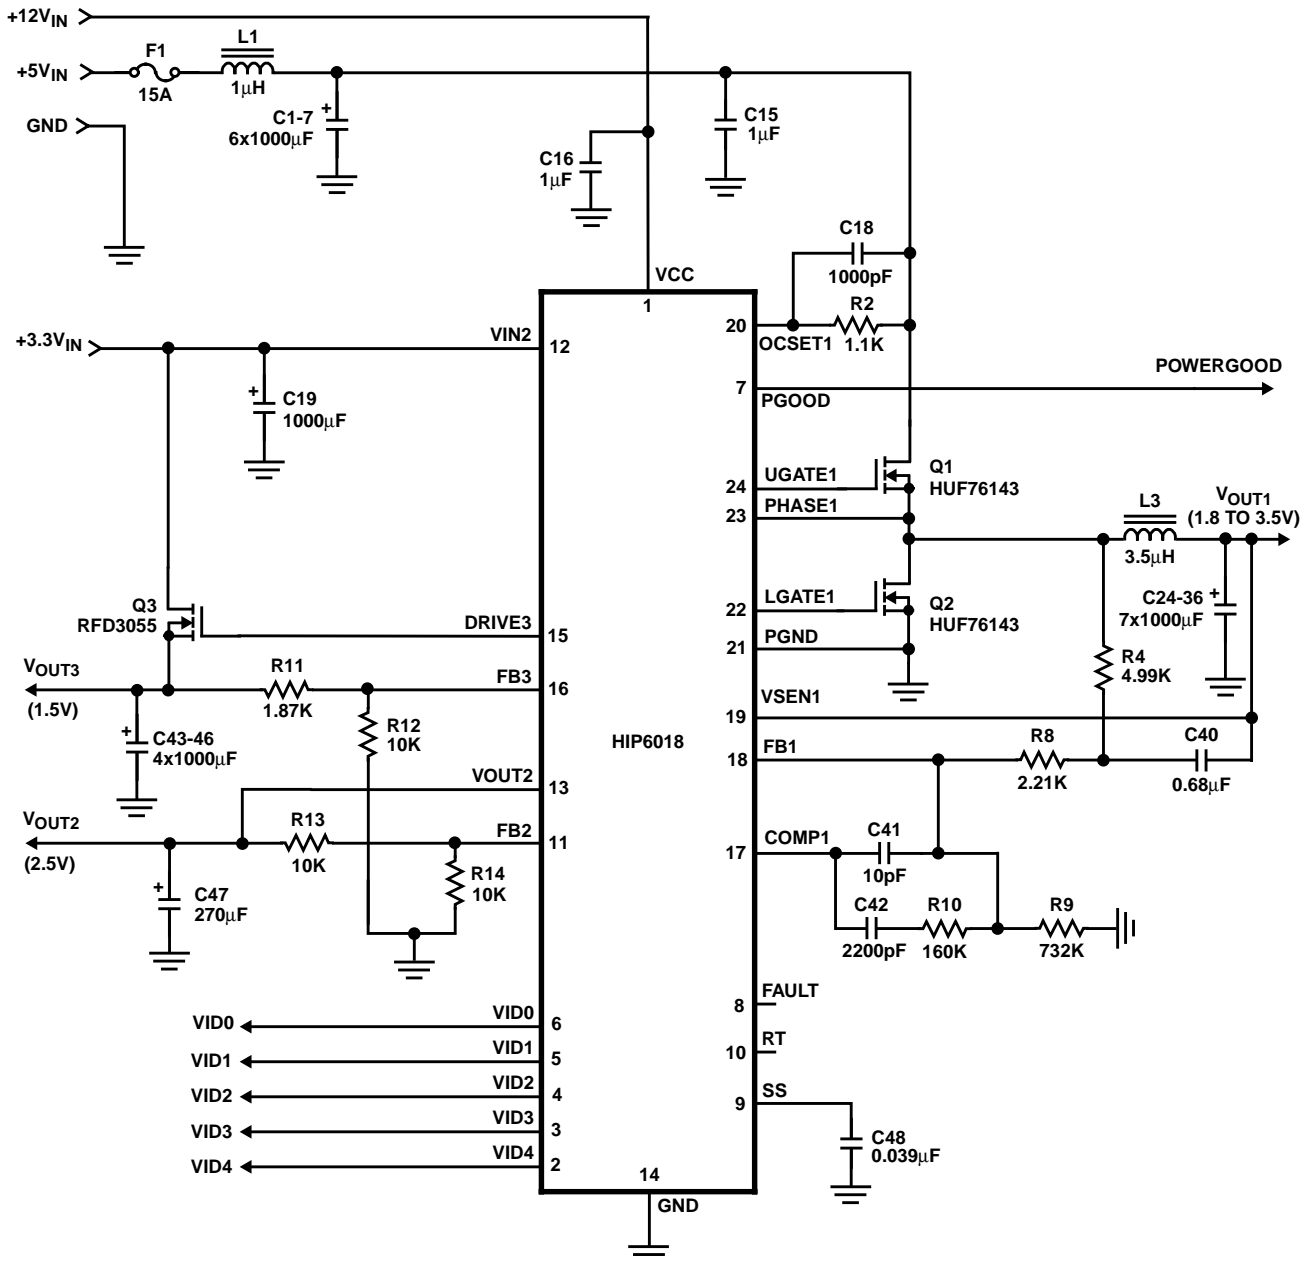 +12VIN
+5VIN
F1
15A
L1
1μH
GND
C1-7
6x1000μF
C16
1μF
C15
1μF
C18
1000pF
VCC
1
R2
1.1K
20
OCSET1
+3.3VIN
VIN2
12
C19
1000μF
7
PGOOD
POWERGOOD
24
UGATE1
Q1
HUF76143
23
PHASE1
L3
3.5μH
VOUT1
(1.8 TO 3.5V)
22
LGATE1
Q2
HUF76143
C24-36
7x1000μF
21
PGND
R4
4.99K
Q3
RFD3055
DRIVE3
15
VOUT3
(1.5V)
R11
1.87K
FB3
16
R12
10K
C43-46
4x1000μF
HIP6018
VSEN1
19
FB1
18
R8
2.21K
C40
0.68μF
VOUT2
13
VOUT2
(2.5V)
R13
10K
FB2
11
R14
10K
C47
270μF
COMP1
17
C41
10pF
C42
2200pF
R10
160K
R9
732K
FAULT
8
RT
10
SS
9
C48
0.039μF
VID0
VID0
6
VID1
VID1
5
VID2
VID2
4
VID3
VID3
3
VID4
VID4
2
14
GND